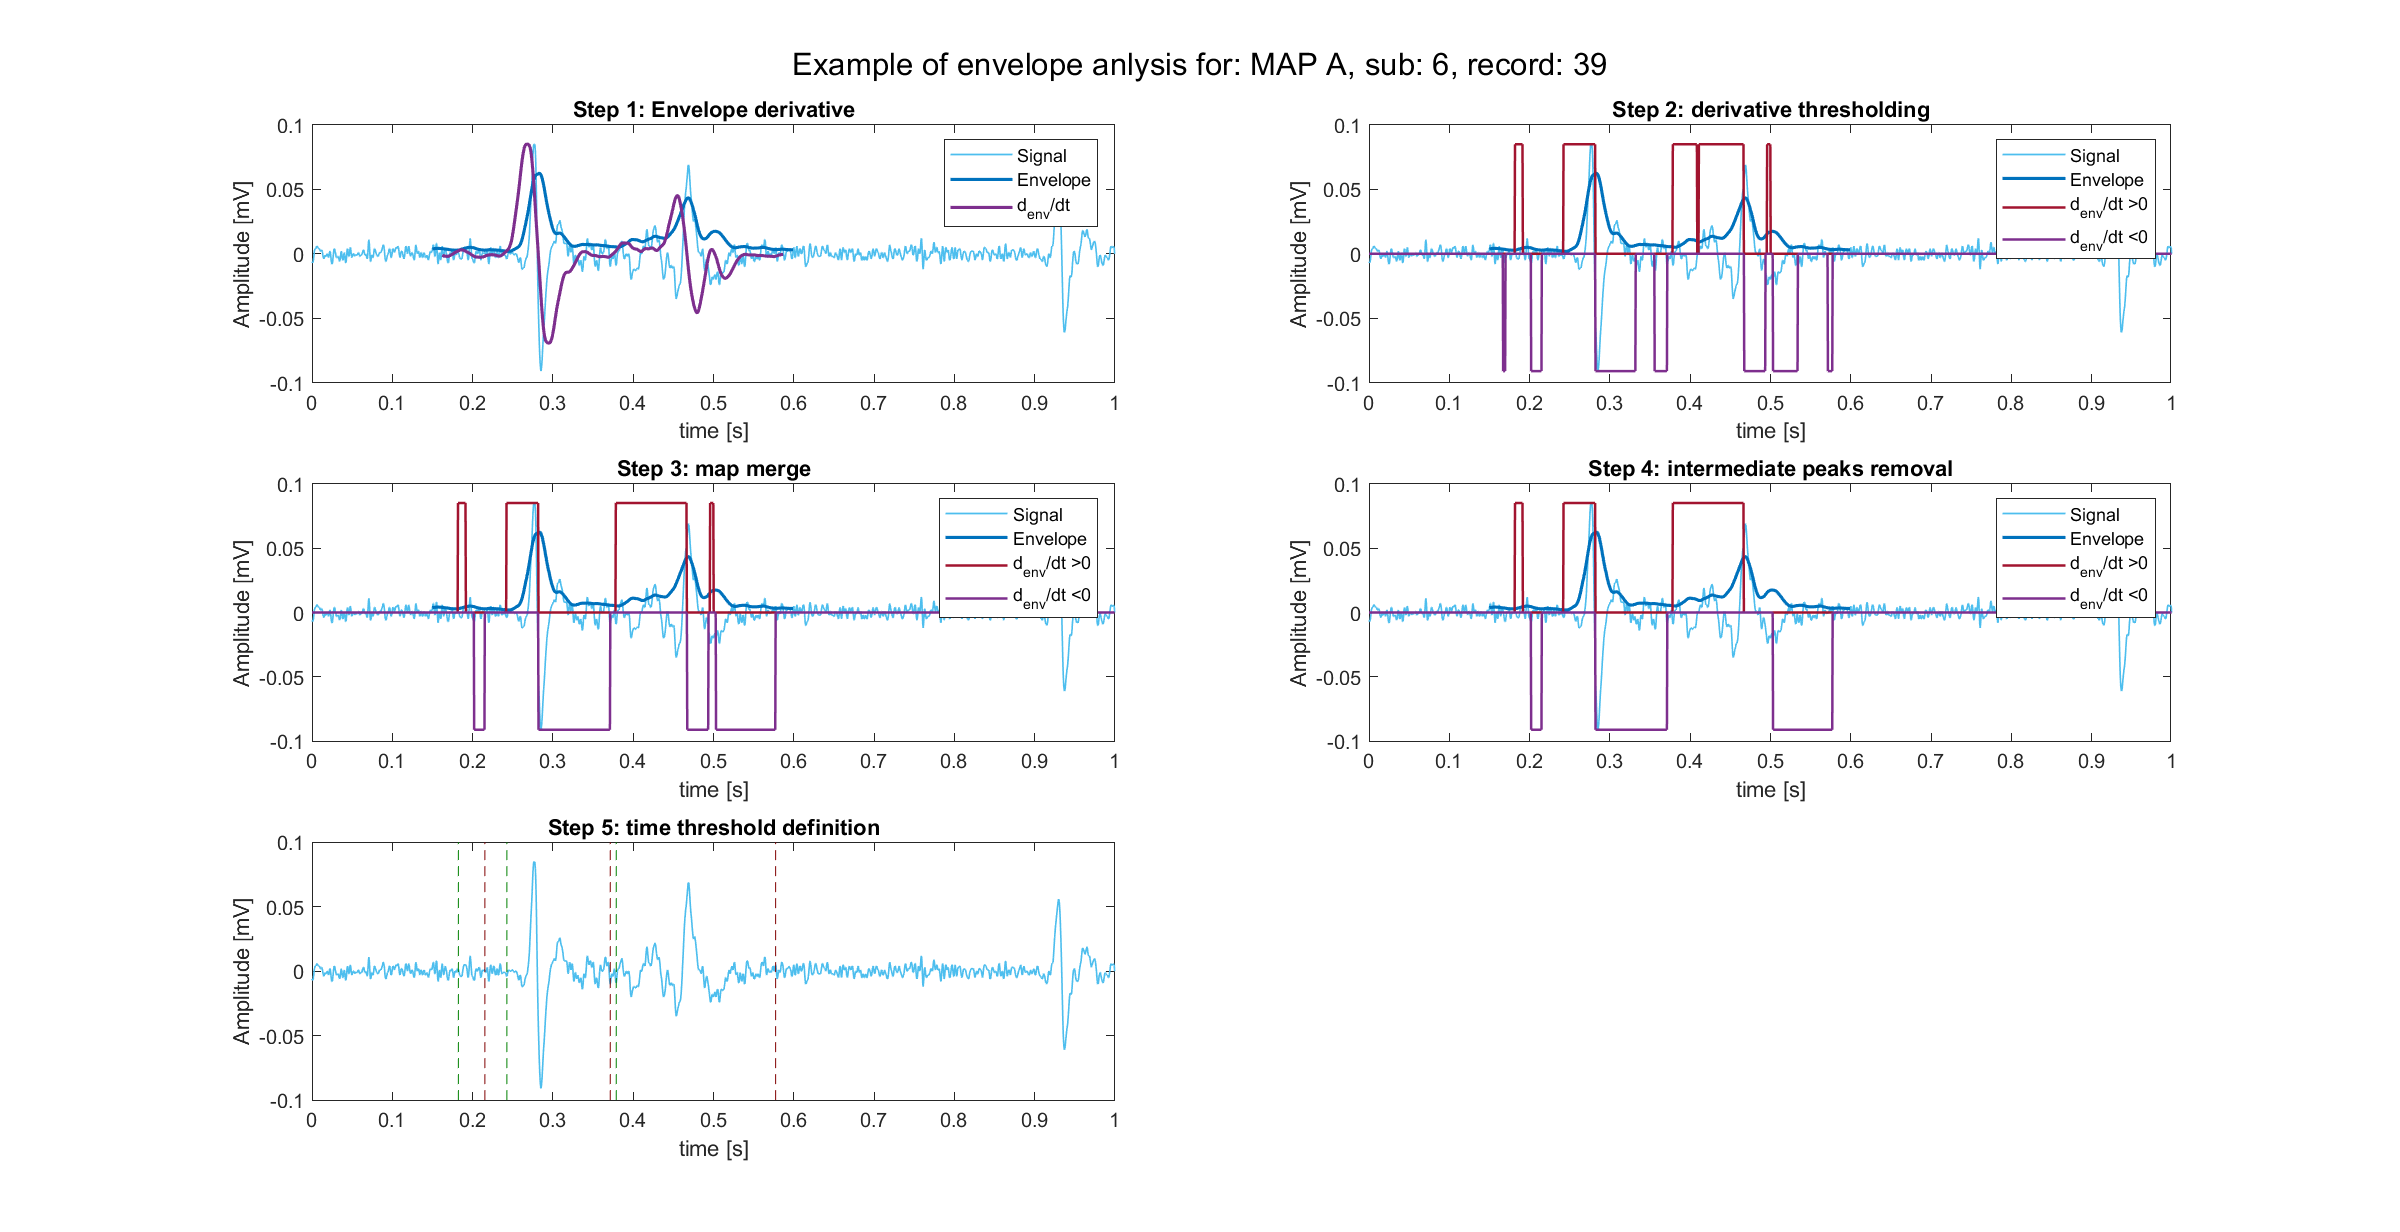 Example of envelope anlysis for: MAP A, sub: 6, record: 39
Step 1: Envelope derivative
0.1
0.05
0
-0.05
-0.1
Amplitude [mV]
Signal
Envelope
d_env/dt
0 0.1 0.2 0.3 0.4 0.5 0.6 0.7 0.8 0.9 1
time [s]
Step 2: derivative thresholding
0.1
0.05
0
-0.05
-0.1
Amplitude [mV]
Signal
Envelope
d_env/dt >0
d_env/dt <0
0 0.1 0.2 0.3 0.4 0.5 0.6 0.7 0.8 0.9 1
time [s]
Step 3: map merge
0.1
0.05
0
-0.05
-0.1
Amplitude [mV]
Signal
Envelope
d_env/dt >0
d_env/dt <0
0 0.1 0.2 0.3 0.4 0.5 0.6 0.7 0.8 0.9 1
time [s]
Step 4: intermediate peaks removal
0.1
0.05
0
-0.05
-0.1
Amplitude [mV]
Signal
Envelope
d_env/dt >0
d_env/dt <0
0 0.1 0.2 0.3 0.4 0.5 0.6 0.7 0.8 0.9 1
time [s]
Step 5: time threshold definition
0.1
0.05
0
-0.05
-0.1
Amplitude [mV]
0 0.1 0.2 0.3 0.4 0.5 0.6 0.7 0.8 0.9 1
time [s]